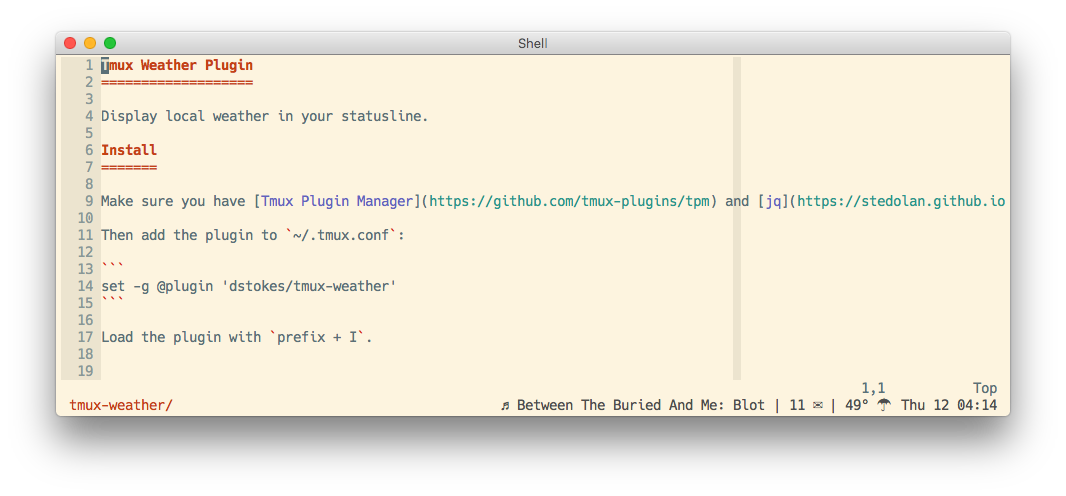 Shell
1 Tmux Weather Plugin
2 ===================
3
4 Display local weather in your statusline.
5
6 Install
7 =======
8
9 Make sure you have [Tmux Plugin Manager](https://github.com/tmux-plugins/tpm) and [jq](https://stedolan.github.io
10
11 Then add the plugin to `~/.tmux.conf`:
12
13 ```
14 set -g @plugin 'dstokes/tmux-weather'
15 ```
16
17 Load the plugin with `prefix + I`.
18
19
1,1 Top
tmux-weather/ ♬ Between The Buried And Me: Blot | 11 ✉ | 49° ☂ Thu 12 04:14